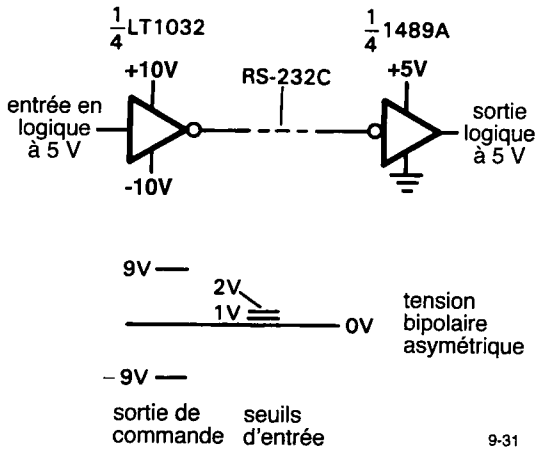 1/4 LT1032
1/4 1489A
+10V
RS-232C
+5V
entrée en
logique
à 5 V
sortie
logique
à 5 V
-10V
9V
2V
1V
0V
tension
bipolaire
asymétrique
-9V
sortie de
commande
seuils
d'entrée
9-31